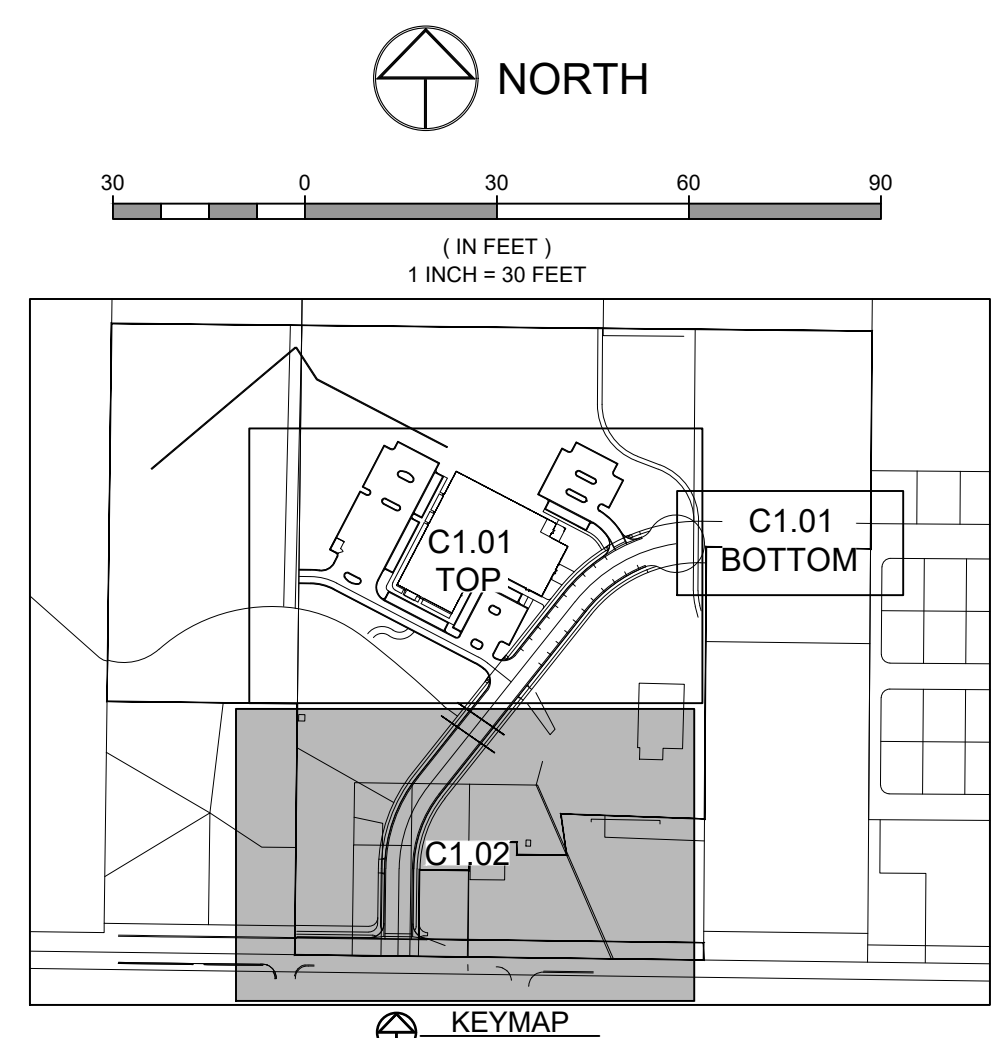 NORTH
30 0 30 60 90
( IN FEET )
1 INCH = 30 FEET
C1.01
TOP
C1.01
BOTTOM
C1.02
KEYMAP